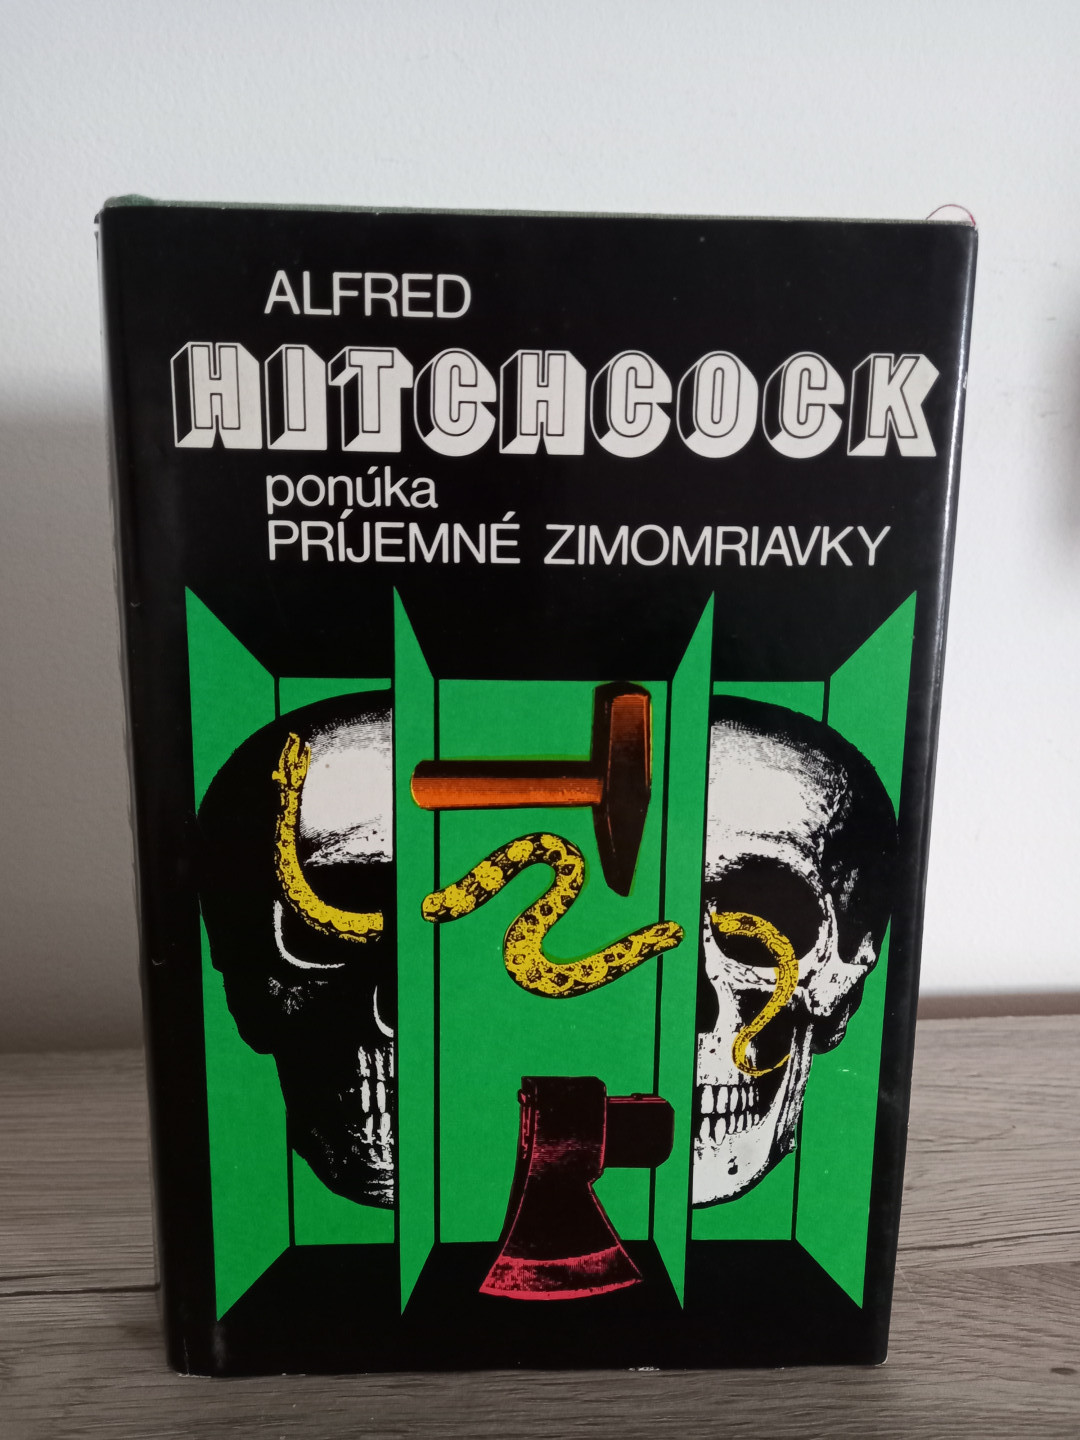 ALFRED
HITCHCOCK
ponúka
PRÍJEMNÉ ZIMOMRIAVKY